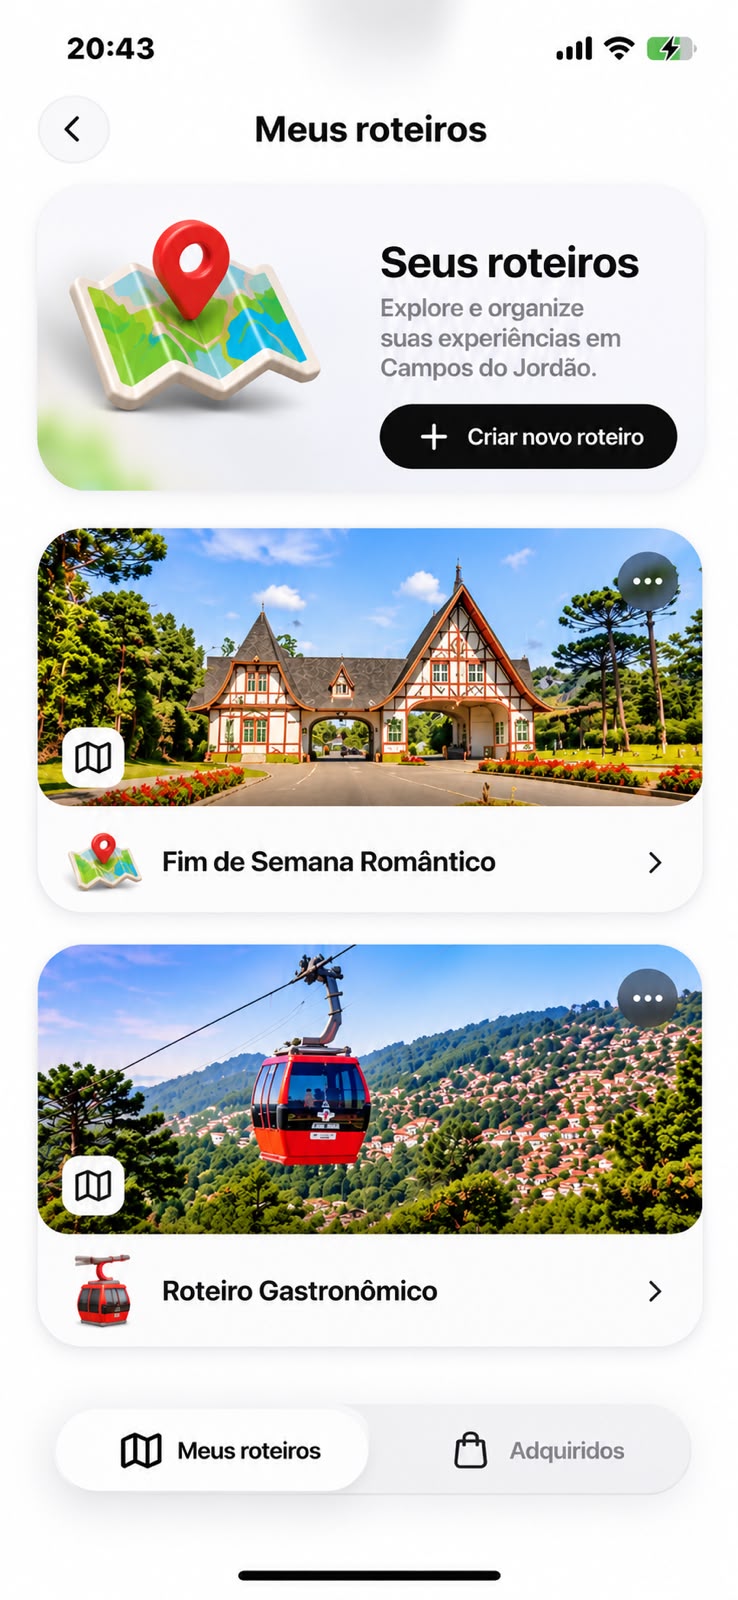 20:43
Meus roteiros
Seus roteiros
Explore e organize
suas experiências em
Campos do Jordão.
Criar novo roteiro
Fim de Semana Romântico
Roteiro Gastronômico
Meus roteiros
Adquiridos